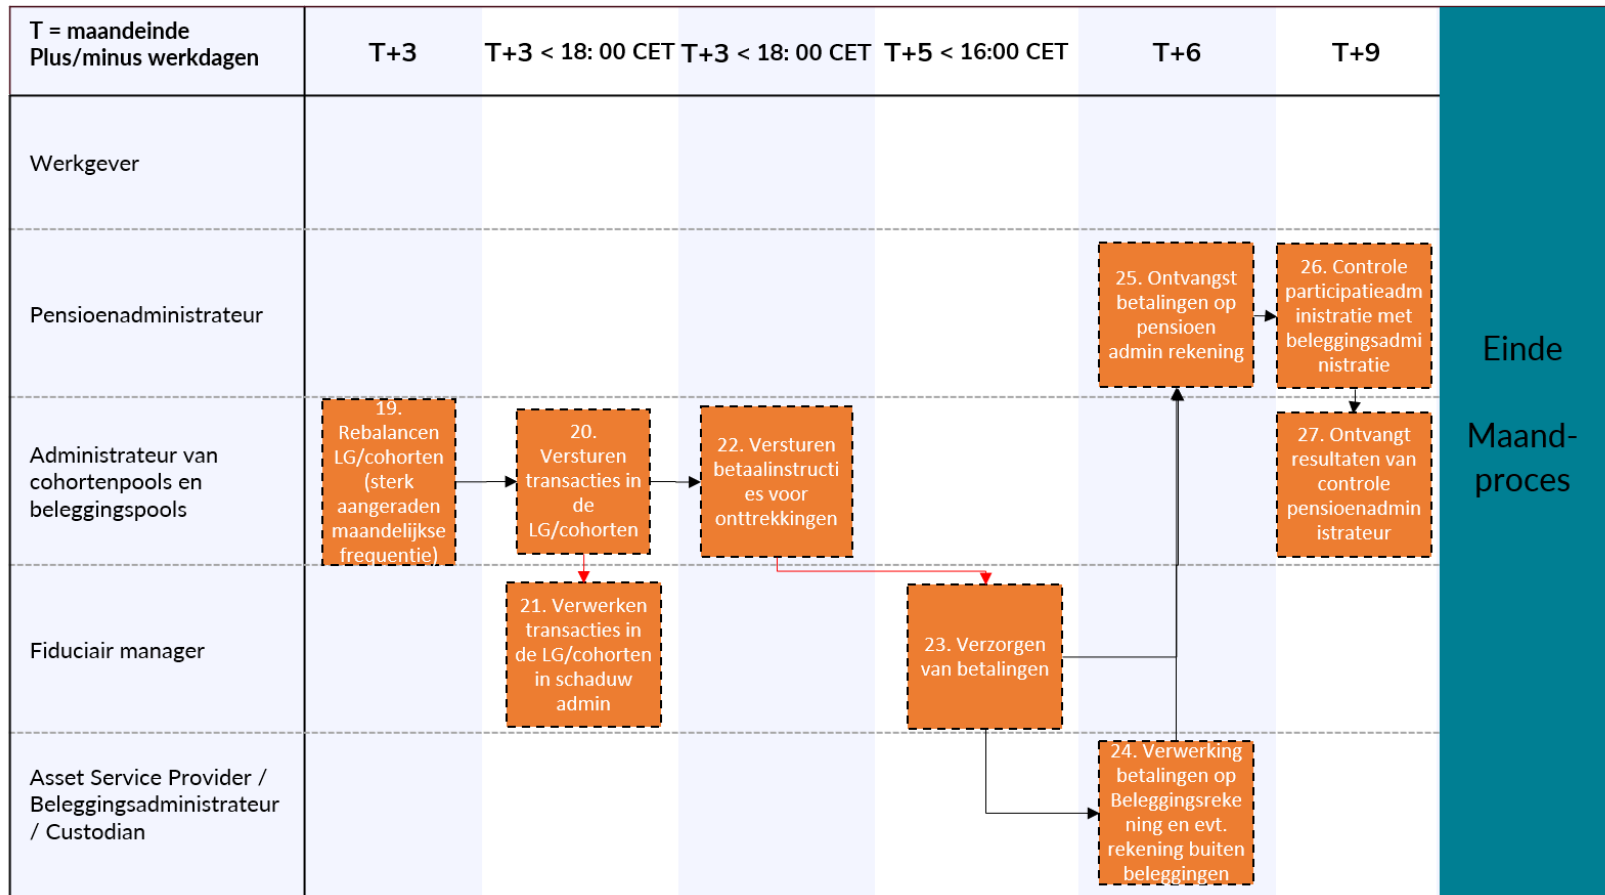 T = maandeinde
Plus/minus werkdagen
T+3
T+3 < 18: 00 CET
T+3 < 18: 00 CET
T+5 < 16:00 CET
T+6
T+9
Werkgever
Pensioenadministrateur
25. Ontvangst
betalingen op
pensioen
admin rekening
26. Controle
participatieadm
inistratie met
beleggingsadmi
nistratie
Einde
Maand-
proces
Administrateur van
cohortenpools en
beleggingspools
19.
Rebalancen
LG/cohorten
(sterk
aangeraden
maandelijkse
frequentie)
20.
Versturen
transacties in
de
LG/cohorten
22. Versturen
betaalinstructi
es voor
onttrekkingen
27. Ontvangt
resultaten van
controle
pensioenadmin
istrateur
Fiduciair manager
21. Verwerken
transacties in
de LG/cohorten
in schaduw
admin
23. Verzorgen
van betalingen
Asset Service Provider /
Beleggingsadministrateur
/ Custodian
24. Verwerking
betalingen op
Beleggingsreke
ning en evt.
rekening buiten
beleggingen